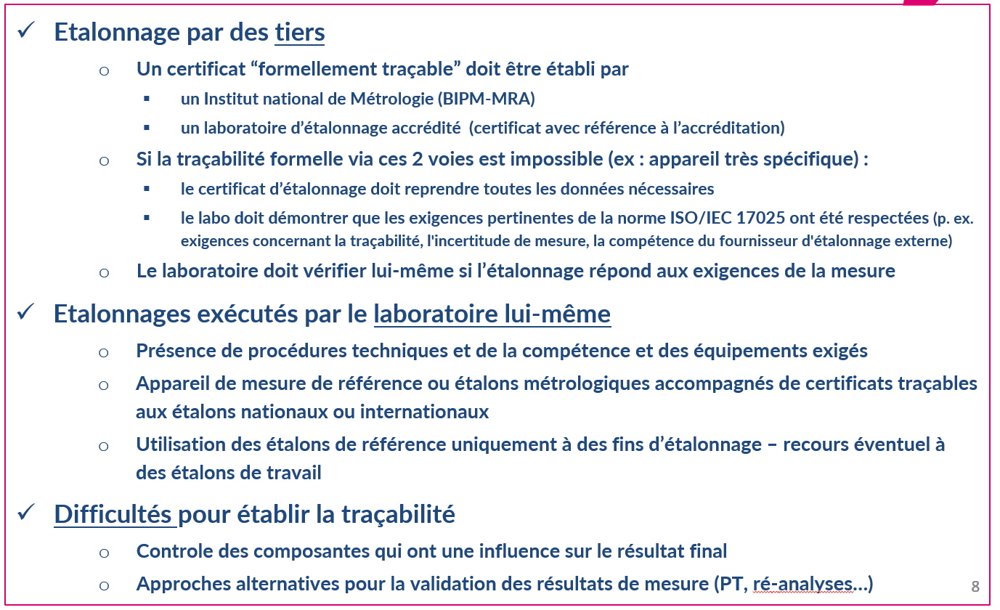 ✓ Etalonnage par des tiers
o Un certificat “formellement traçable” doit être établi par
▪ un Institut national de Métrologie (BIPM-MRA)
▪ un laboratoire d’étalonnage accrédité  (certificat avec référence à l’accréditation)
o Si la traçabilité formelle via ces 2 voies est impossible (ex : appareil très spécifique) :
▪ le certificat d’étalonnage doit reprendre toutes les données nécessaires
▪ le labo doit démontrer que les exigences pertinentes de la norme ISO/IEC 17025 ont été respectées (p. ex.
exigences concernant la traçabilité, l'incertitude de mesure, la compétence du fournisseur d'étalonnage externe)
o Le laboratoire doit vérifier lui-même si l’étalonnage répond aux exigences de la mesure
✓ Etalonnages exécutés par le laboratoire lui-même
o Présence de procédures techniques et de la compétence et des équipements exigés
o Appareil de mesure de référence ou étalons métrologiques accompagnés de certificats traçables
aux étalons nationaux ou internationaux
o Utilisation des étalons de référence uniquement à des fins d’étalonnage – recours éventuel à
des étalons de travail
✓ Difficultés pour établir la traçabilité
o Controle des composantes qui ont une influence sur le résultat final
o Approches alternatives pour la validation des résultats de mesure (PT, ré-analyses…)
8